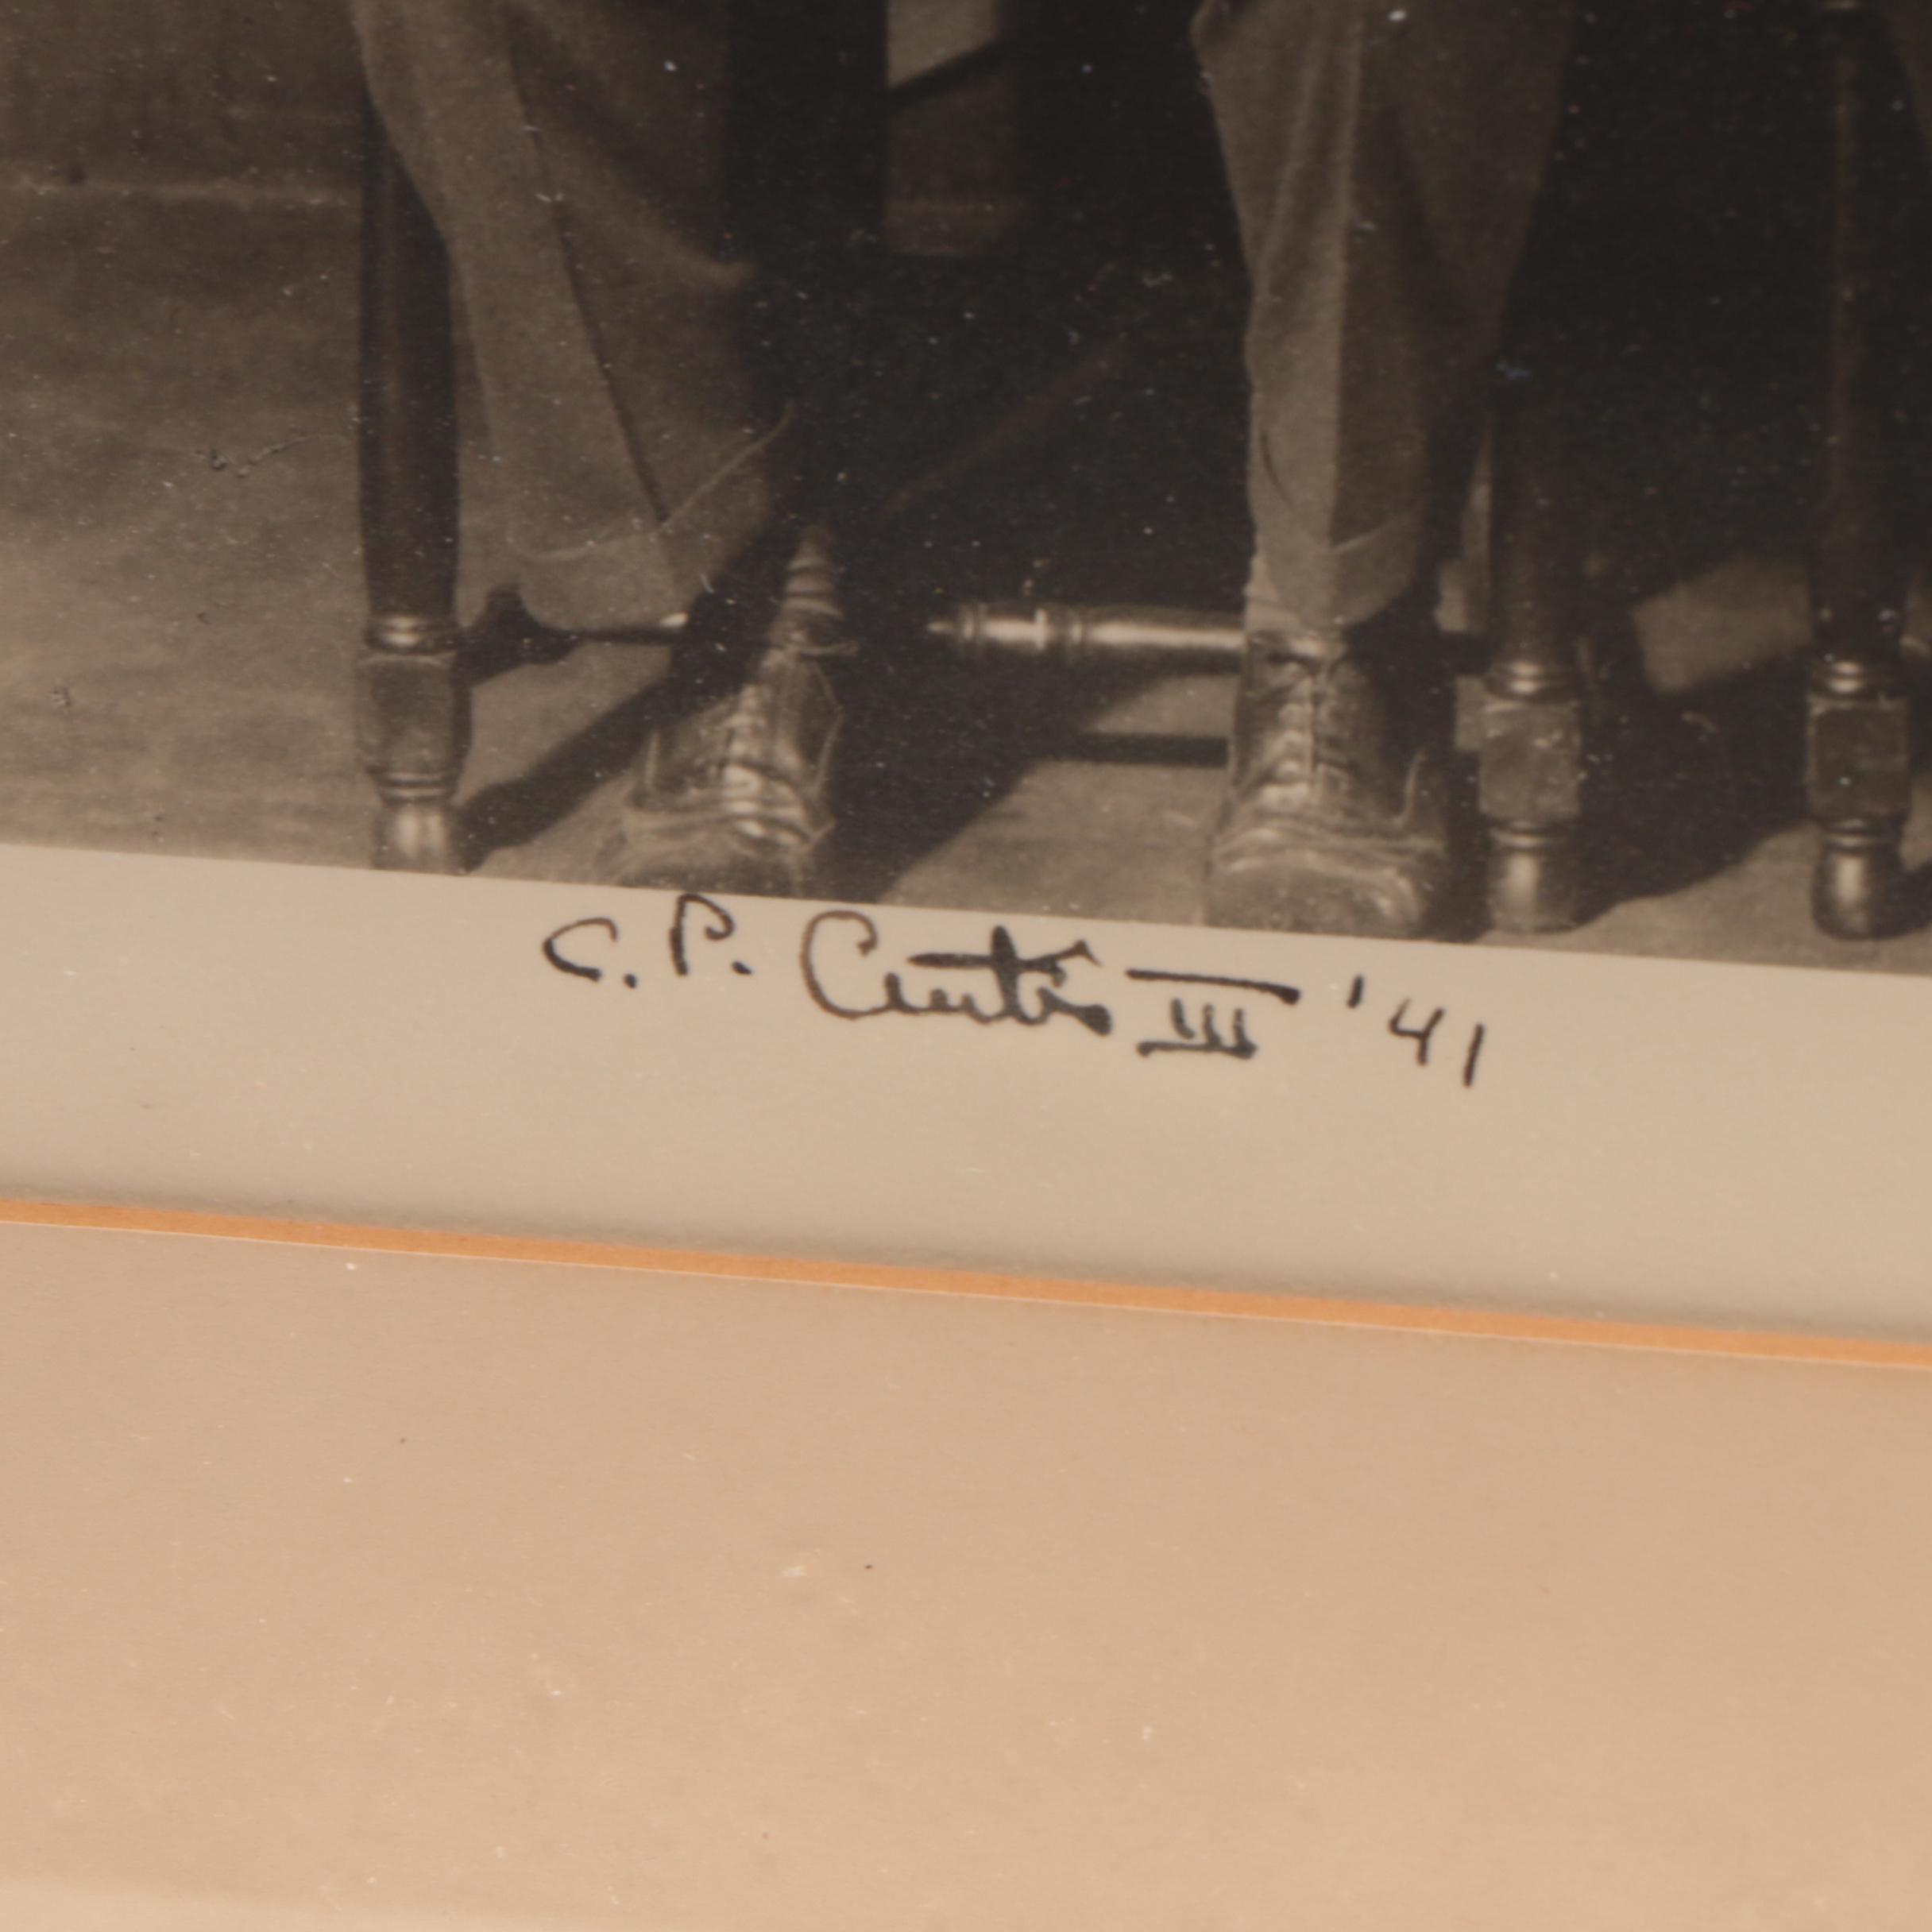 C. P. Curtis III '41